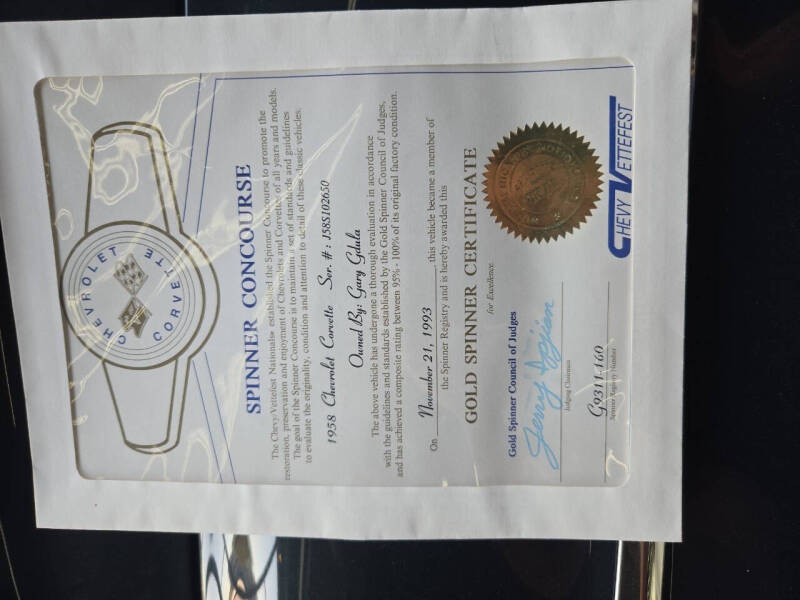 CHEVROLET
CORVETTE
SPINNER CONCOURSE
The Chevy/Vettefest Nationals® established the Spinner Concourse to promote the
restoration, preservation and enjoyment of Chevrolets and Corvettes of all years and models.
The goal of the Spinner Concourse is to maintain a set of standards and guidelines
to evaluate the originality, condition and attention to detail of these classic vehicles.
1958 Chevrolet Corvette Ser. #: J58S102650
Owned By: Gary Gdula
The above vehicle has undergone a thorough evaluation in accordance
with the guidelines and standards established by the Gold Spinner Council of Judges,
and has achieved a composite rating between 95% - 100% of its original factory condition.
On November 21, 1993 this vehicle became a member of
the Spinner Registry and is hereby awarded this
GOLD SPINNER CERTIFICATE
for Excellence
Gold Spinner Council of Judges
Jerry
Judging Chairman
G9311-160
Spinner Registry Number
CHEVY VETTEFEST